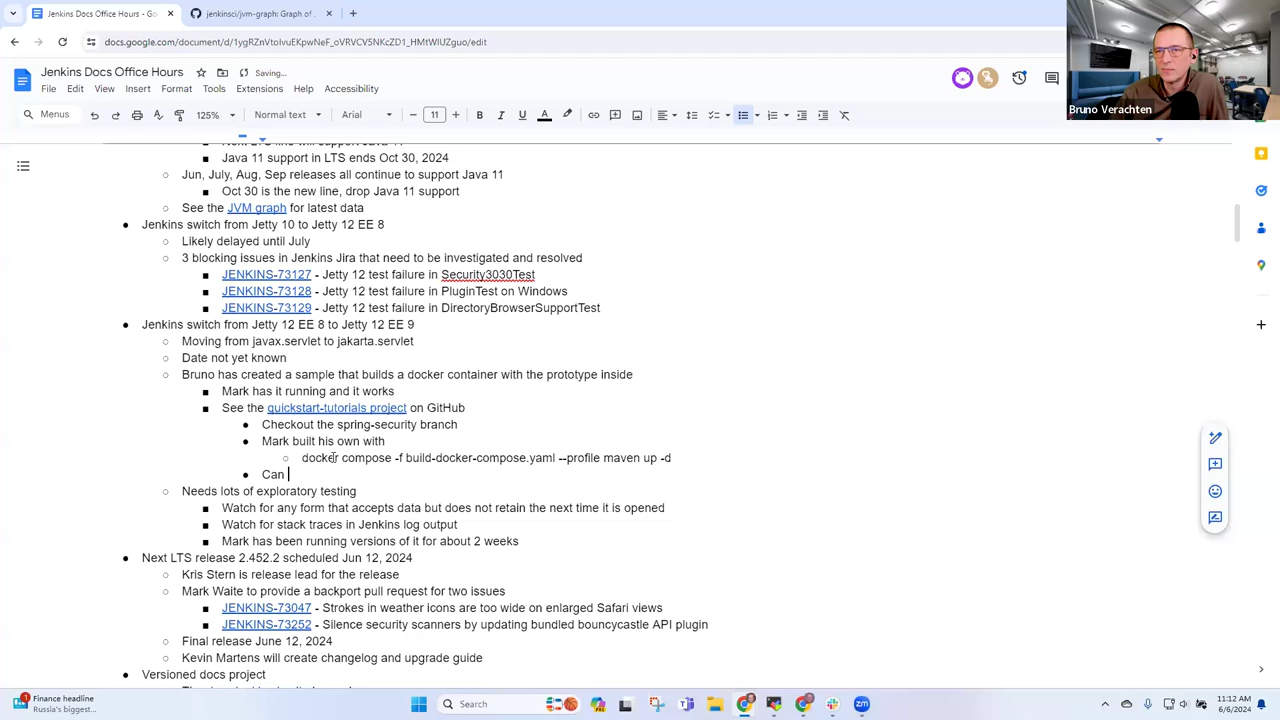 Jenkins Docs Office Hours - Go
jenkinsci/jvm-graph: Graph of
docs.google.com/document/d/1ygRZnVtoIvuEKpwNeF_oVRVCV5NKcZD1_HMtWIUZguo/edit
Jenkins Docs Office Hours
Saving...
File Edit View Insert Format Tools Extensions Help Accessibility
Menus
125%
Normal text
Arial
11
Bruno Verachten
Java 11 support in LTS ends Oct 30, 2024
Jun, July, Aug, Sep releases all continue to support Java 11
Oct 30 is the new line, drop Java 11 support
See the JVM graph for latest data
Jenkins switch from Jetty 10 to Jetty 12 EE 8
Likely delayed until July
3 blocking issues in Jenkins Jira that need to be investigated and resolved
JENKINS-73127 - Jetty 12 test failure in Security3030Test
JENKINS-73128 - Jetty 12 test failure in PluginTest on Windows
JENKINS-73129 - Jetty 12 test failure in DirectoryBrowserSupportTest
Jenkins switch from Jetty 12 EE 8 to Jetty 12 EE 9
Moving from javax.servlet to jakarta.servlet
Date not yet known
Bruno has created a sample that builds a docker container with the prototype inside
Mark has it running and it works
See the quickstart-tutorials project on GitHub
Checkout the spring-security branch
Mark built his own with
docker compose -f build-docker-compose.yaml --profile maven up -d
Can
Needs lots of exploratory testing
Watch for any form that accepts data but does not retain the next time it is opened
Watch for stack traces in Jenkins log output
Mark has been running versions of it for about 2 weeks
Next LTS release 2.452.2 scheduled Jun 12, 2024
Kris Stern is release lead for the release
Mark Waite to provide a backport pull request for two issues
JENKINS-73047 - Strokes in weather icons are too wide on enlarged Safari views
JENKINS-73252 - Silence security scanners by updating bundled bouncycastle API plugin
Final release June 12, 2024
Kevin Martens will create changelog and upgrade guide
Versioned docs project
Finance headline
Russia's biggest...
Search
11:12 AM
6/6/2024